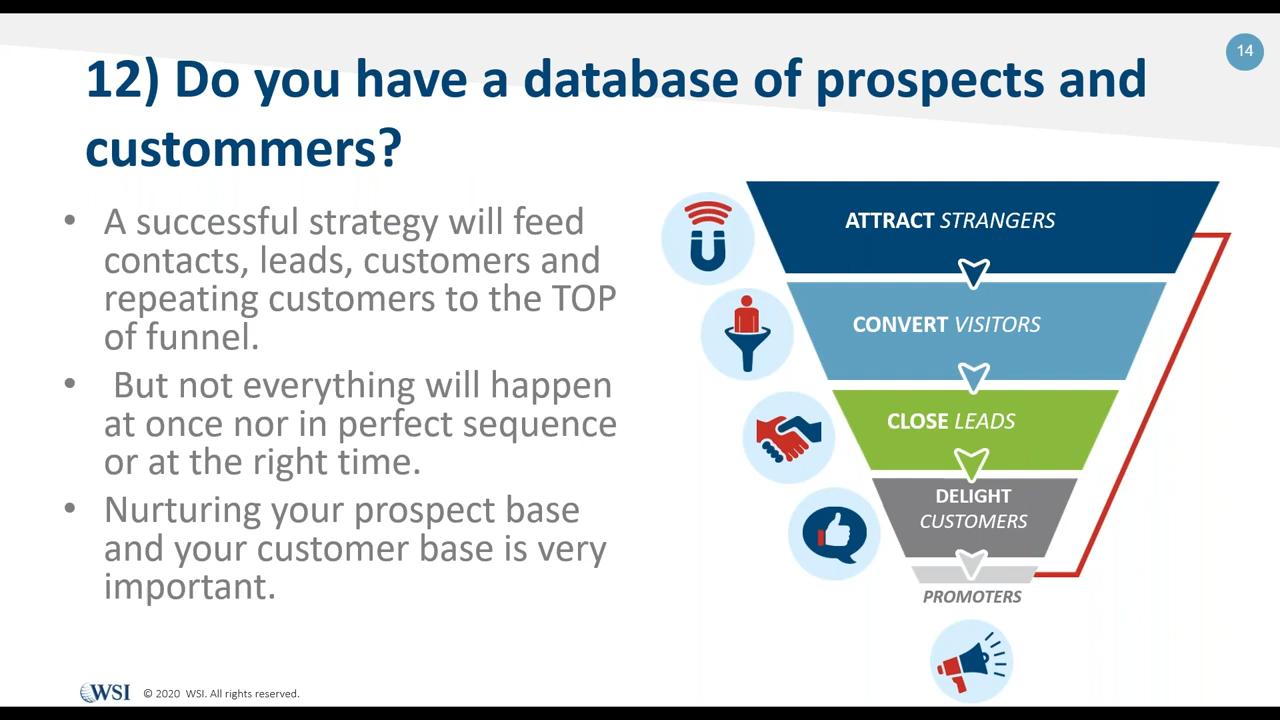 14
12) Do you have a database of prospects and
custommers?
• A successful strategy will feed
contacts, leads, customers and
repeating customers to the TOP
of funnel.
• But not everything will happen
at once nor in perfect sequence
or at the right time.
• Nurturing your prospect base
and your customer base is very
important.
ATTRACT STRANGERS
CONVERT VISITORS
CLOSE LEADS
DELIGHT
CUSTOMERS
PROMOTERS
WSI © 2020 WSI. All rights reserved.